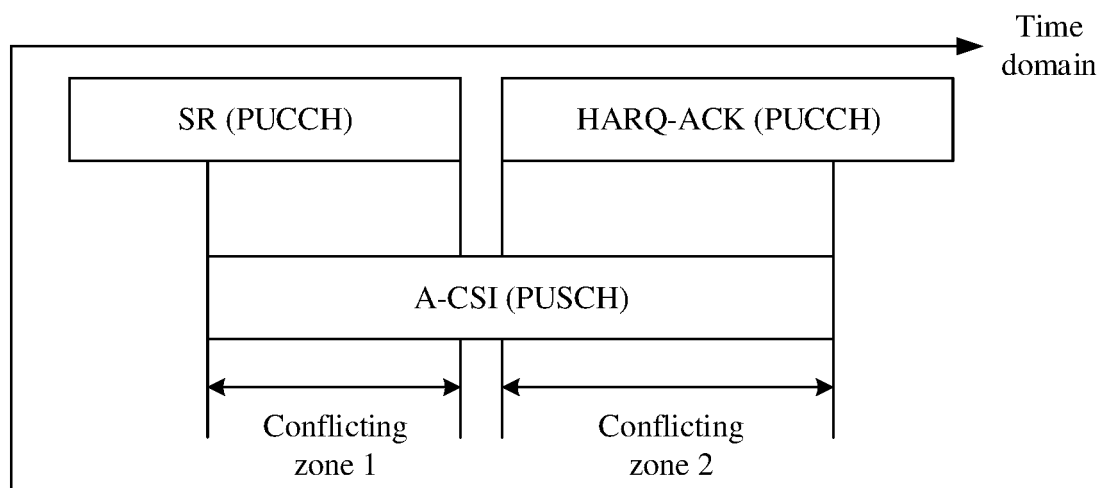 Time
domain
SR (PUCCH)
HARQ-ACK (PUCCH)
A-CSI (PUSCH)
Conflicting
zone 1
Conflicting
zone 2